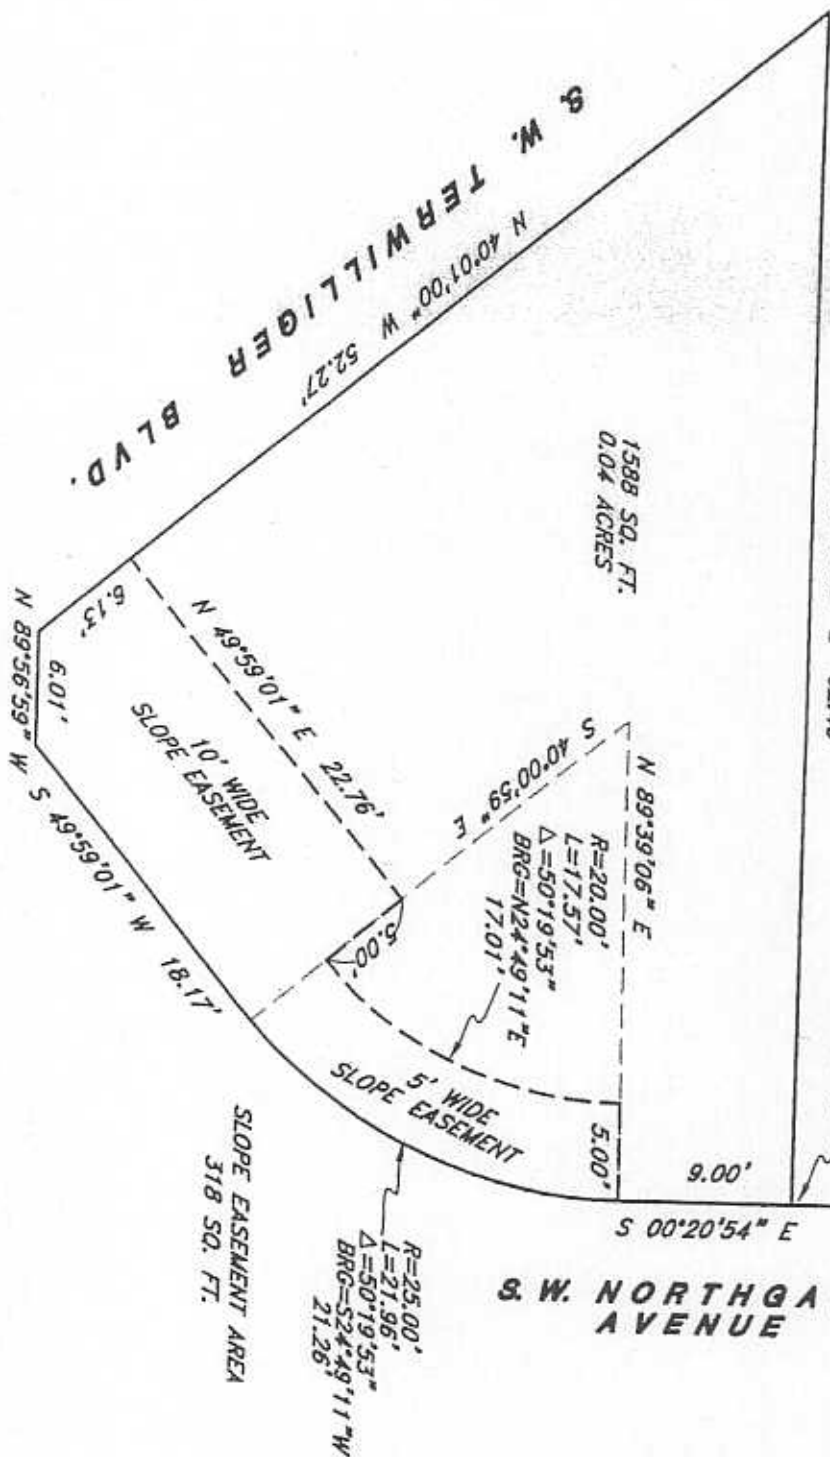 S. W. TERWILLIGER BLVD.
N 40°01'00" W 52.27'
1588 SQ. FT.
0.04 ACRES
6.13'
N 49°59'01" E 22.76'
6.01'
N 89°56'59" W
10' WIDE
SLOPE EASEMENT
S 49°59'01" W 18.17'
S 40°00'59" E
N 89°39'06" E
R=20.00'
L=17.57'
△=50°19'53"
BRG=N24°49'11"E
17.01'
5.00'
5' WIDE
SLOPE EASEMENT
5.00'
9.00'
S 00°20'54" E
S. W. NORTHGA
AVENUE
R=25.00'
L=21.96'
△=50°19'53"
BRG=S24°49'11"W
21.26'
SLOPE EASEMENT AREA
318 SQ. FT.